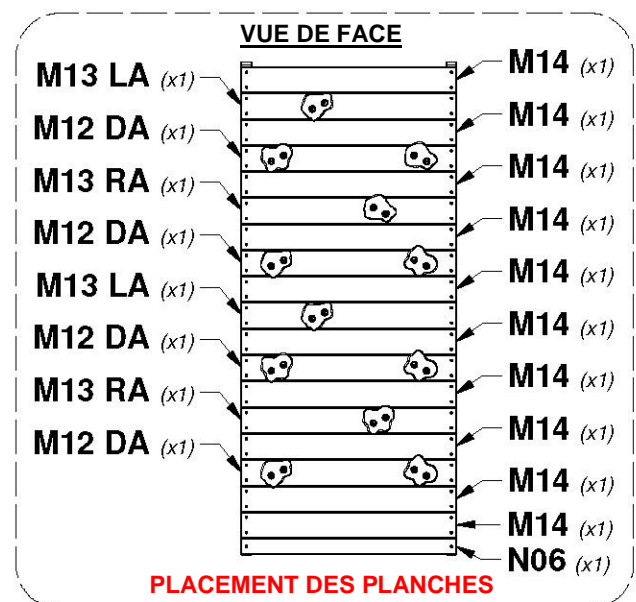 VUE DE FACE
M13 LA (x1)
M12 DA (x1)
M13 RA (x1)
M12 DA (x1)
M13 LA (x1)
M12 DA (x1)
M13 RA (x1)
M12 DA (x1)
M14 (x1)
M14 (x1)
M14 (x1)
M14 (x1)
M14 (x1)
M14 (x1)
M14 (x1)
M14 (x1)
M14 (x1)
M14 (x1)
N06 (x1)
PLACEMENT DES PLANCHES